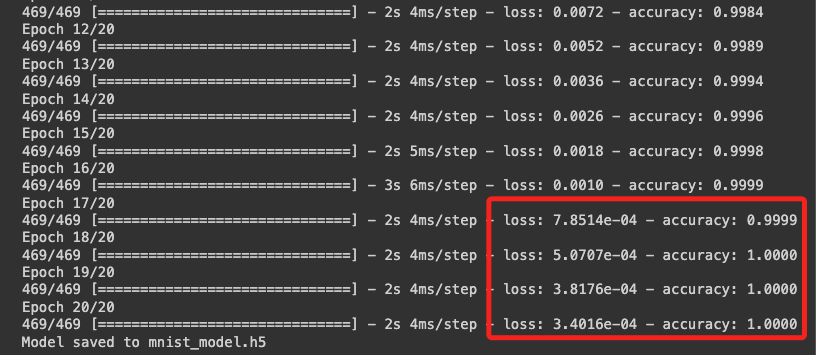 469/469 [==============================] - 2s 4ms/step - loss: 0.0072 - accuracy: 0.9984
Epoch 12/20
469/469 [==============================] - 2s 4ms/step - loss: 0.0052 - accuracy: 0.9989
Epoch 13/20
469/469 [==============================] - 2s 4ms/step - loss: 0.0036 - accuracy: 0.9994
Epoch 14/20
469/469 [==============================] - 2s 4ms/step - loss: 0.0026 - accuracy: 0.9996
Epoch 15/20
469/469 [==============================] - 2s 5ms/step - loss: 0.0018 - accuracy: 0.9998
Epoch 16/20
469/469 [==============================] - 3s 6ms/step - loss: 0.0010 - accuracy: 0.9999
Epoch 17/20
469/469 [==============================] - 2s 4ms/step - loss: 7.8514e-04 - accuracy: 0.9999
Epoch 18/20
469/469 [==============================] - 2s 4ms/step - loss: 5.0707e-04 - accuracy: 1.0000
Epoch 19/20
469/469 [==============================] - 2s 4ms/step - loss: 3.8176e-04 - accuracy: 1.0000
Epoch 20/20
469/469 [==============================] - 2s 4ms/step - loss: 3.4016e-04 - accuracy: 1.0000
Model saved to mnist_model.h5